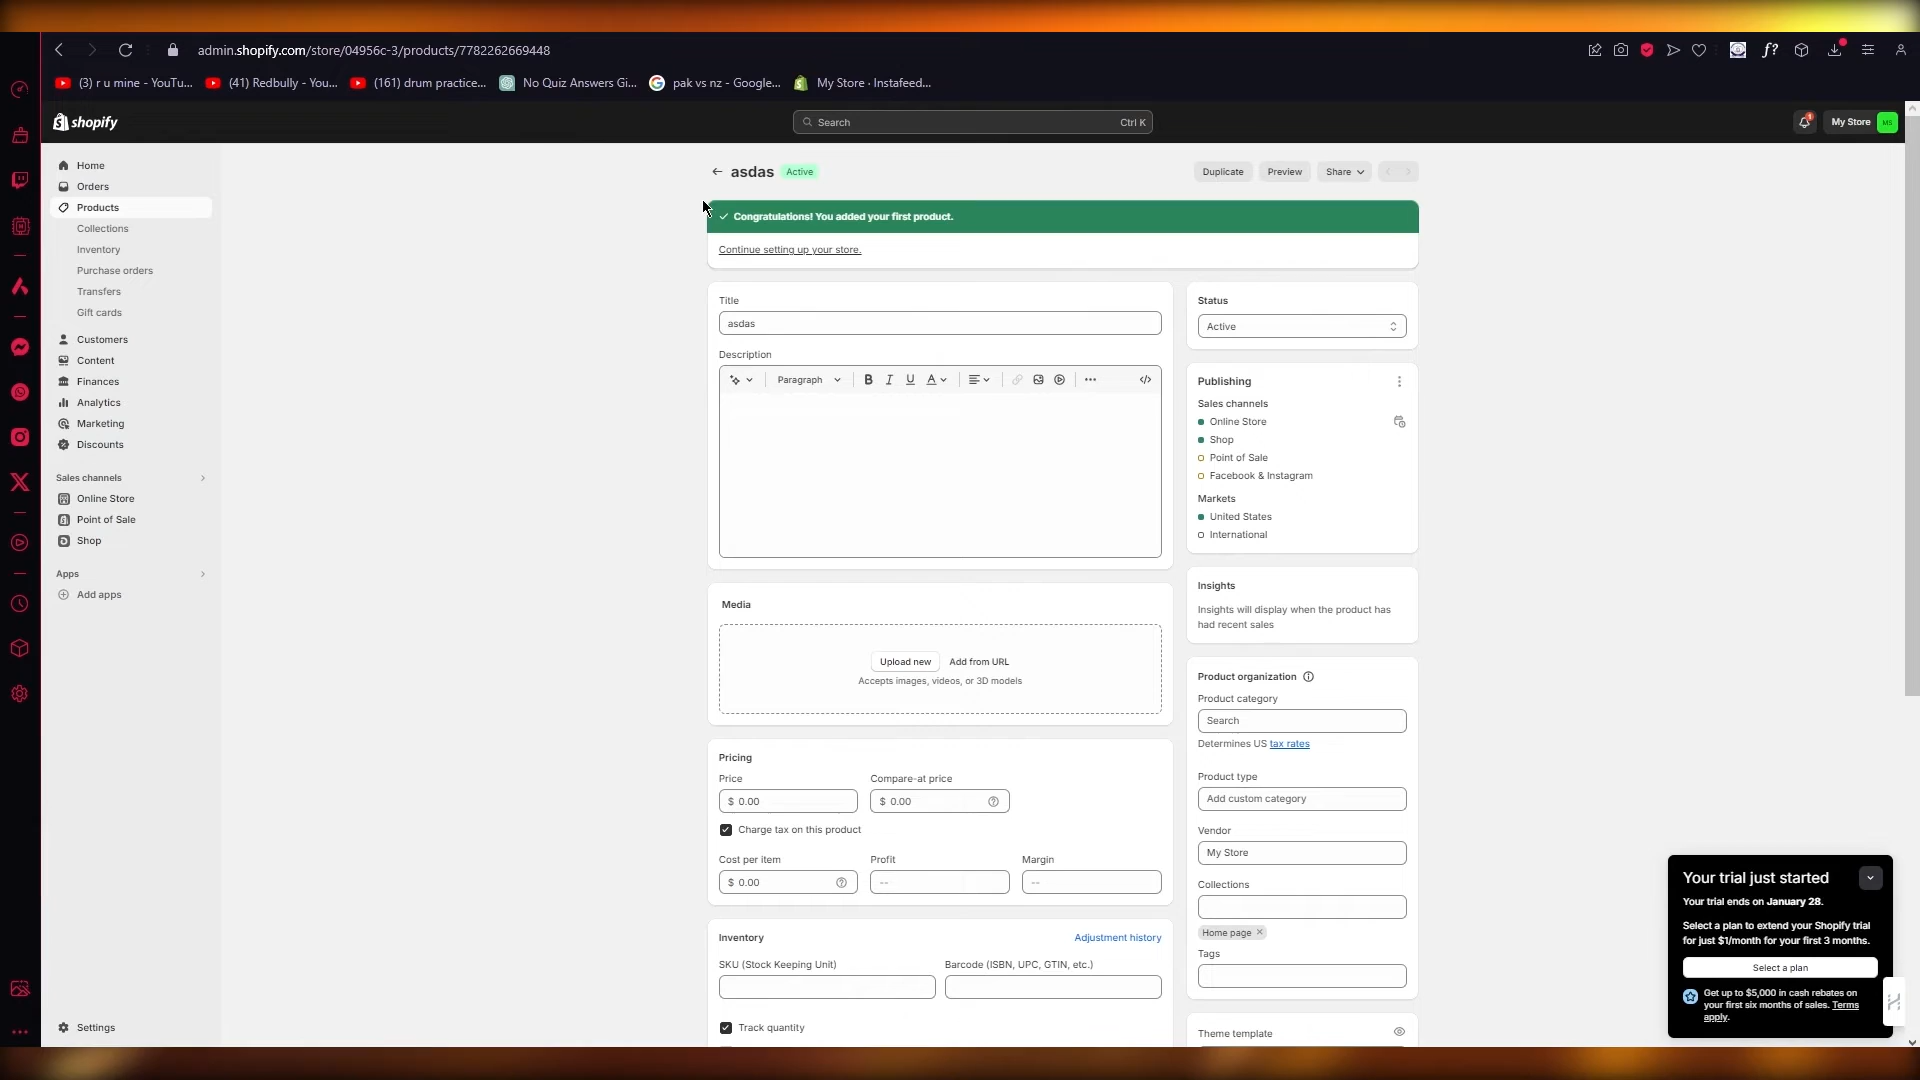 admin.shopify.com/store/04956c-3/products/7782262669448
(3) r u mine - YouTu...
(41) Redbully - You...
(161) drum practice...
No Quiz Answers Gi...
pak vs nz - Google...
My Store · Instafeed...
shopify
Search
Ctrl K
My Store
MS
Home
Orders
Products
Collections
Inventory
Purchase orders
Transfers
Gift cards
Customers
Content
Finances
Analytics
Marketing
Discounts
Sales channels
Online Store
Point of Sale
Shop
Apps
Add apps
Settings
asdas
Active
Duplicate
Preview
Share
Congratulations! You added your first product.
Continue setting up your store.
Title
asdas
Description
Paragraph
B I U A
Media
Upload new
Add from URL
Accepts images, videos, or 3D models
Pricing
Price
Compare-at price
$ 0.00
$ 0.00
Charge tax on this product
Cost per item
Profit
Margin
$ 0.00
--
--
Inventory
Adjustment history
SKU (Stock Keeping Unit)
Barcode (ISBN, UPC, GTIN, etc.)
Track quantity
Status
Active
Publishing
Sales channels
Online Store
Shop
Point of Sale
Facebook & Instagram
Markets
United States
International
Insights
Insights will display when the product has
had recent sales
Product organization
Product category
Search
Determines US tax rates
Product type
Add custom category
Vendor
My Store
Collections
Home page
Tags
Theme template
Your trial just started
Your trial ends on January 28.
Select a plan to extend your Shopify trial
for just $1/month for your first 3 months.
Select a plan
Get up to $5,000 in cash rebates on
your first six months of sales. Terms
apply.